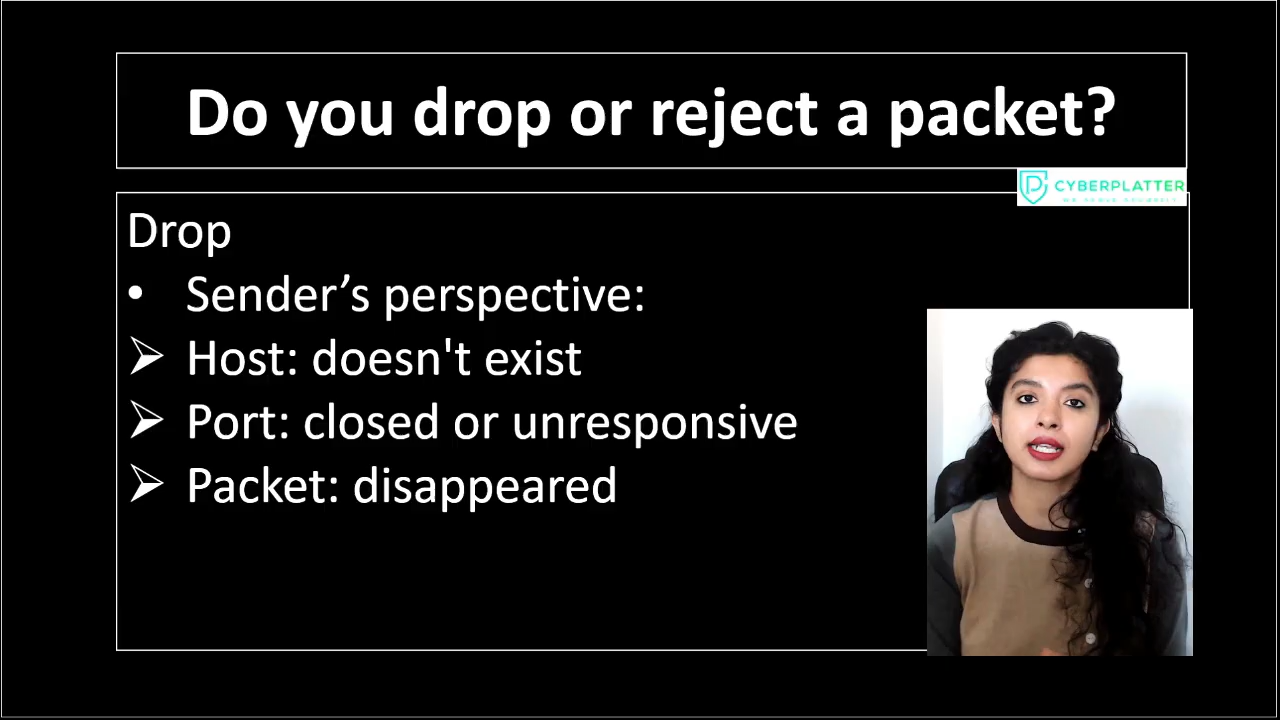 Do you drop or reject a packet?
CYBERPLATTER
Drop
• Sender’s perspective:
➢ Host: doesn't exist
➢ Port: closed or unresponsive
➢ Packet: disappeared